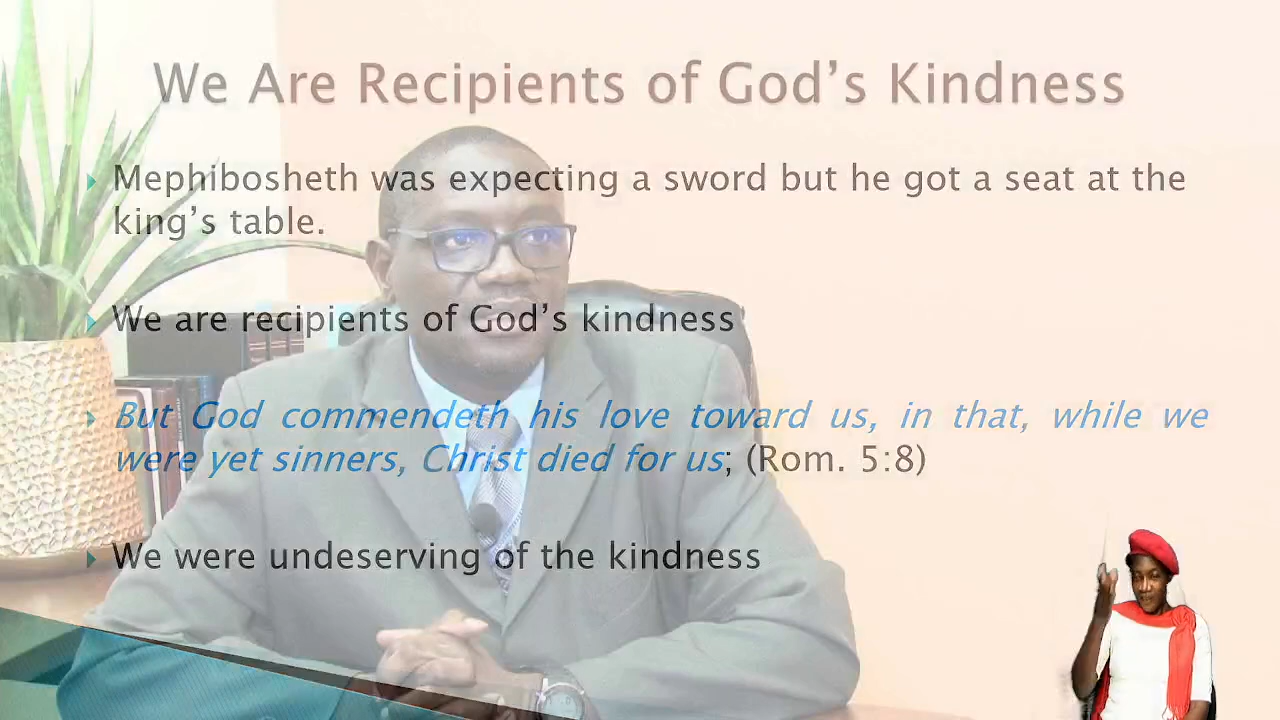 We Are Recipients of God’s Kindness
Mephibosheth was expecting a sword but he got a seat at the
king’s table.
We are recipients of God’s kindness
But God commendeth his love toward us, in that, while we
were yet sinners, Christ died for us; (Rom. 5:8)
We were undeserving of the kindness